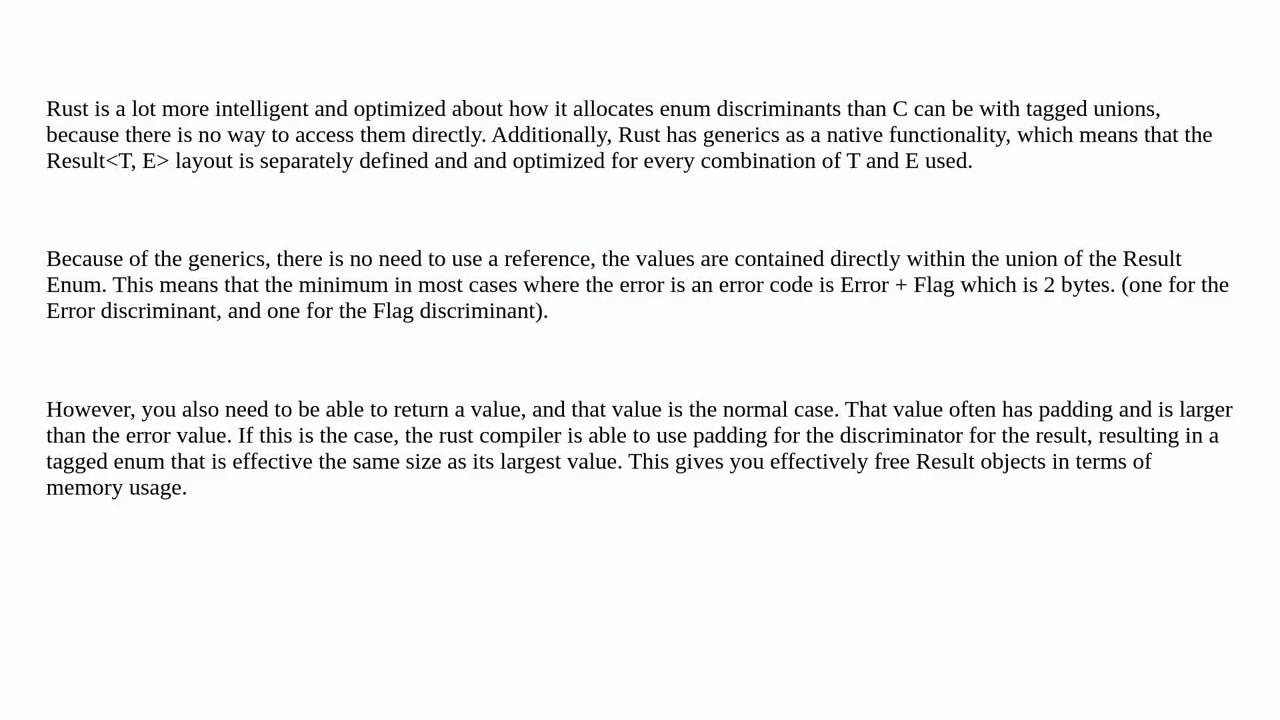 Rust is a lot more intelligent and optimized about how it allocates enum discriminants than C can be with tagged unions,
because there is no way to access them directly. Additionally, Rust has generics as a native functionality, which means that the
Result<T, E> layout is separately defined and and optimized for every combination of T and E used.
Because of the generics, there is no need to use a reference, the values are contained directly within the union of the Result
Enum. This means that the minimum in most cases where the error is an error code is Error + Flag which is 2 bytes. (one for the
Error discriminant, and one for the Flag discriminant).
However, you also need to be able to return a value, and that value is the normal case. That value often has padding and is larger
than the error value. If this is the case, the rust compiler is able to use padding for the discriminator for the result, resulting in a
tagged enum that is effective the same size as its largest value. This gives you effectively free Result objects in terms of
memory usage.